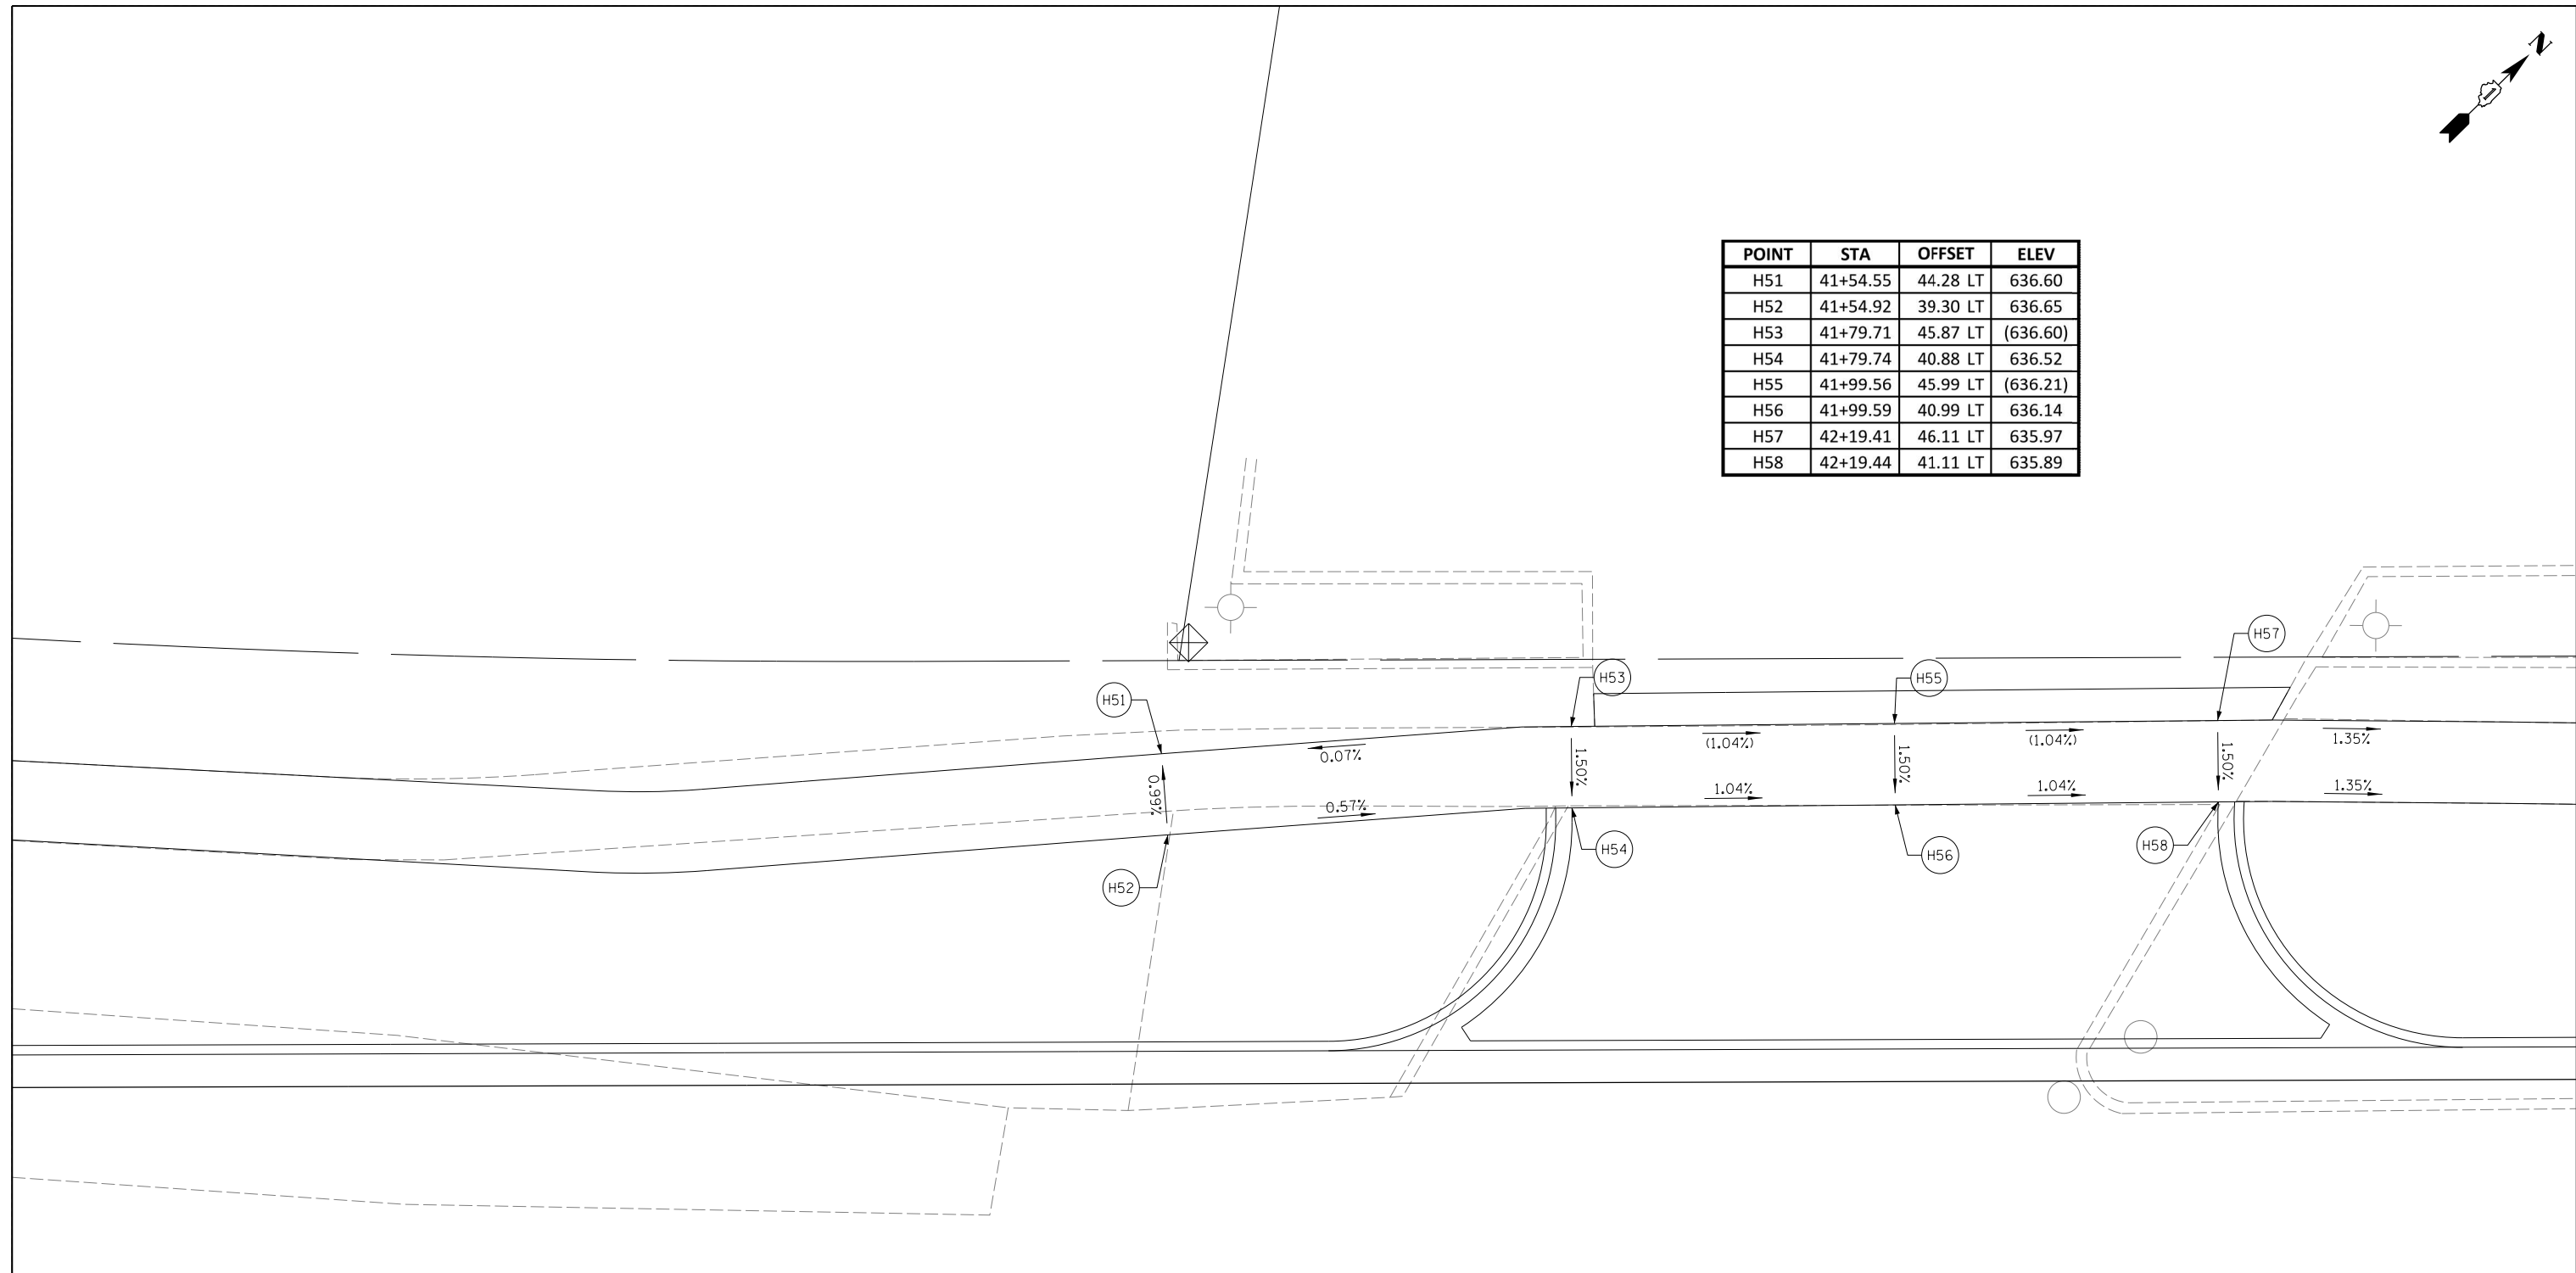 N
POINT STA OFFSET ELEV
H51 41+54.55 44.28 LT 636.60
H52 41+54.92 39.30 LT 636.65
H53 41+79.71 45.87 LT (636.60)
H54 41+79.74 40.88 LT 636.52
H55 41+99.56 45.99 LT (636.21)
H56 41+99.59 40.99 LT 636.14
H57 42+19.41 46.11 LT 635.97
H58 42+19.44 41.11 LT 635.89
H57
H53
H55
H51
0.07%
(1.04%)
(1.04%)
1.35%
0.99%
1.50%
1.50%
1.50%
0.57%
1.04%
1.04%
1.35%
H52
H54
H56
H58